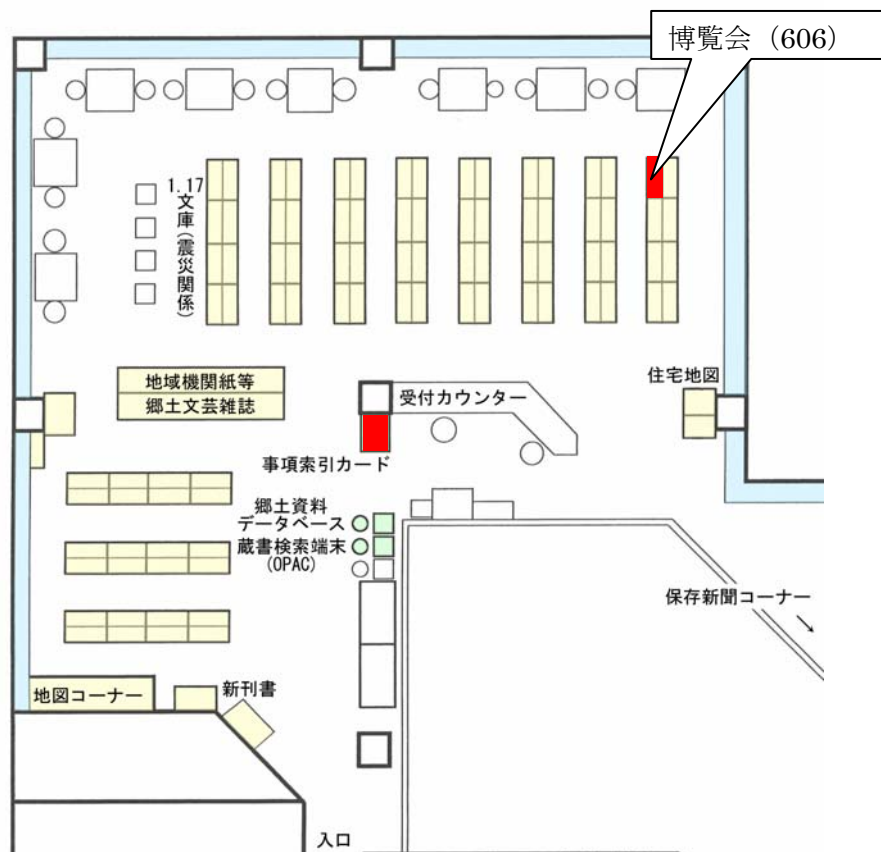 博覧会（606）
1.17文庫(震災関係)
地域機関紙等
郷土文芸雑誌
受付カウンター
住宅地図
事項索引カード
郷土資料
データベース
蔵書検索端末
(OPAC)
保存新聞コーナー
→
地図コーナー
新刊書
入口